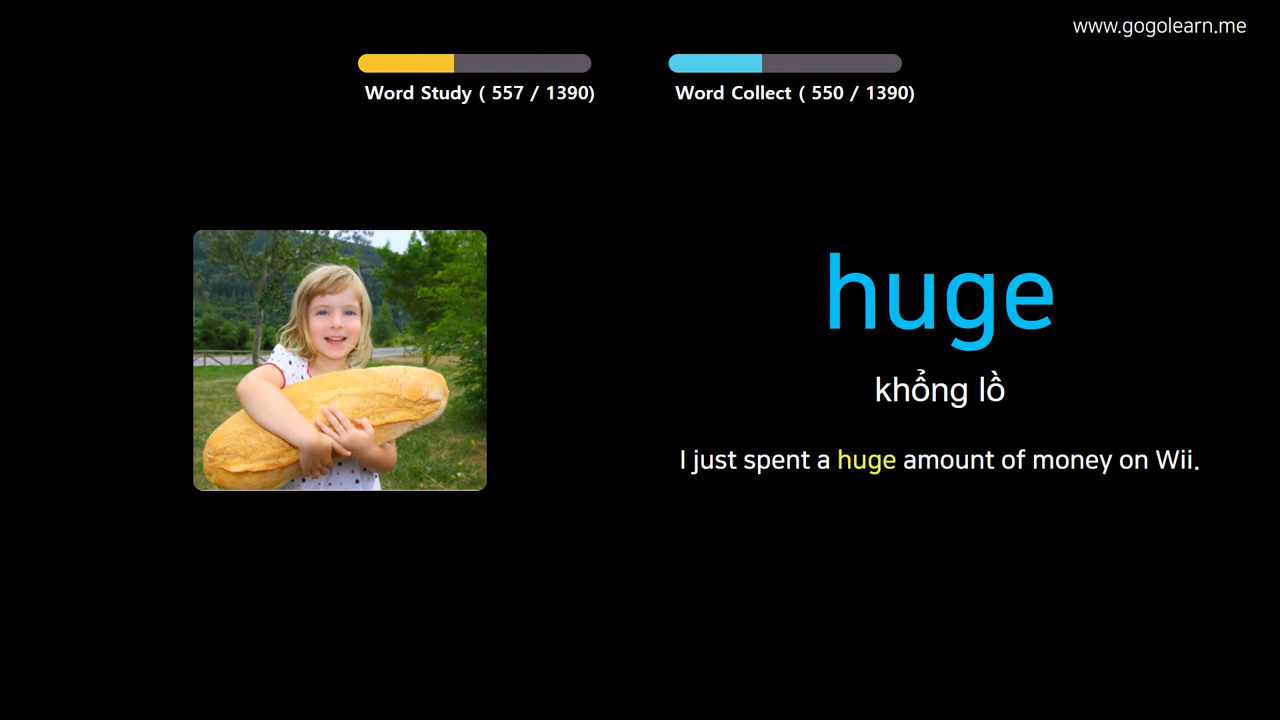 www.gogolearn.me
Word Study ( 557 / 1390)
Word Collect ( 550 / 1390)
huge
khổng lồ
I just spent a huge amount of money on Wii.